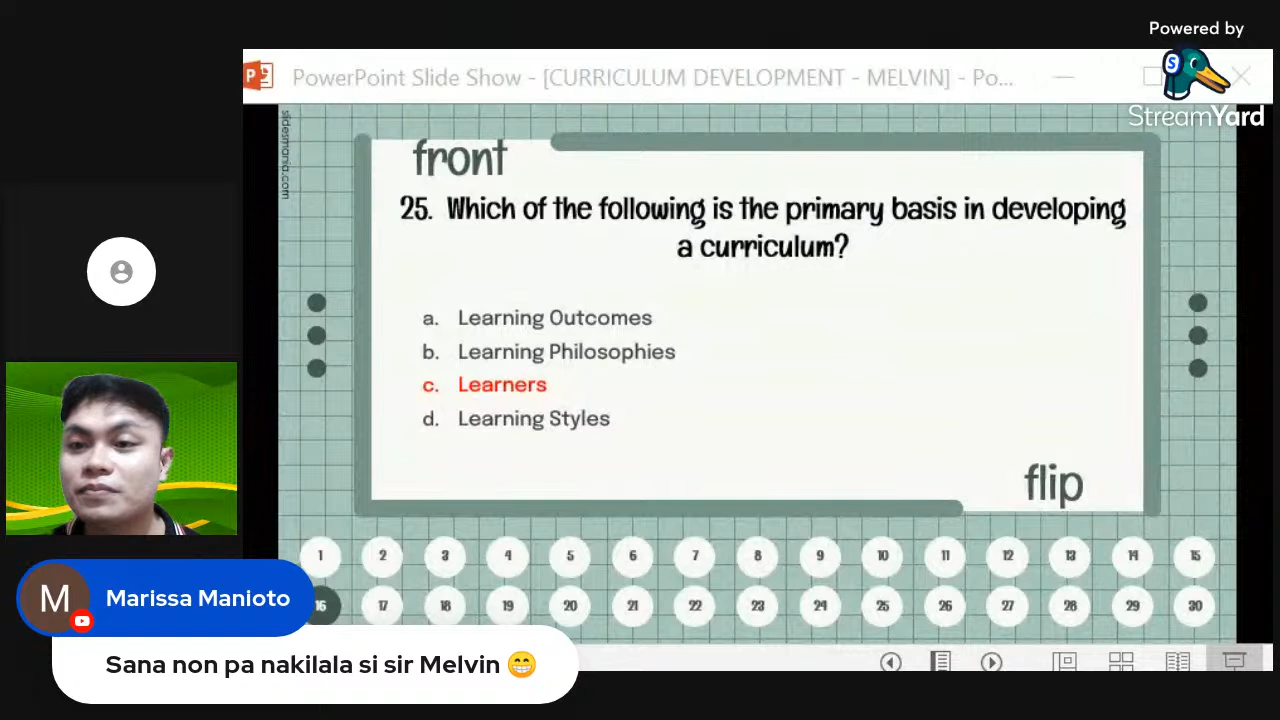 Powered by
StreamYard
PowerPoint Slide Show - [CURRICULUM DEVELOPMENT - MELVIN] - Po...
slidesmania.com
front
25. Which of the following is the primary basis in developing
a curriculum?
a. Learning Outcomes
b. Learning Philosophies
c. Learners
d. Learning Styles
flip
1 2 3 4 5 6 7 8 9 10 11 12 13 14 15
16 17 18 19 20 21 22 23 24 25 26 27 28 29 30
M Marissa Manioto
Sana non pa nakilala si sir Melvin 😁